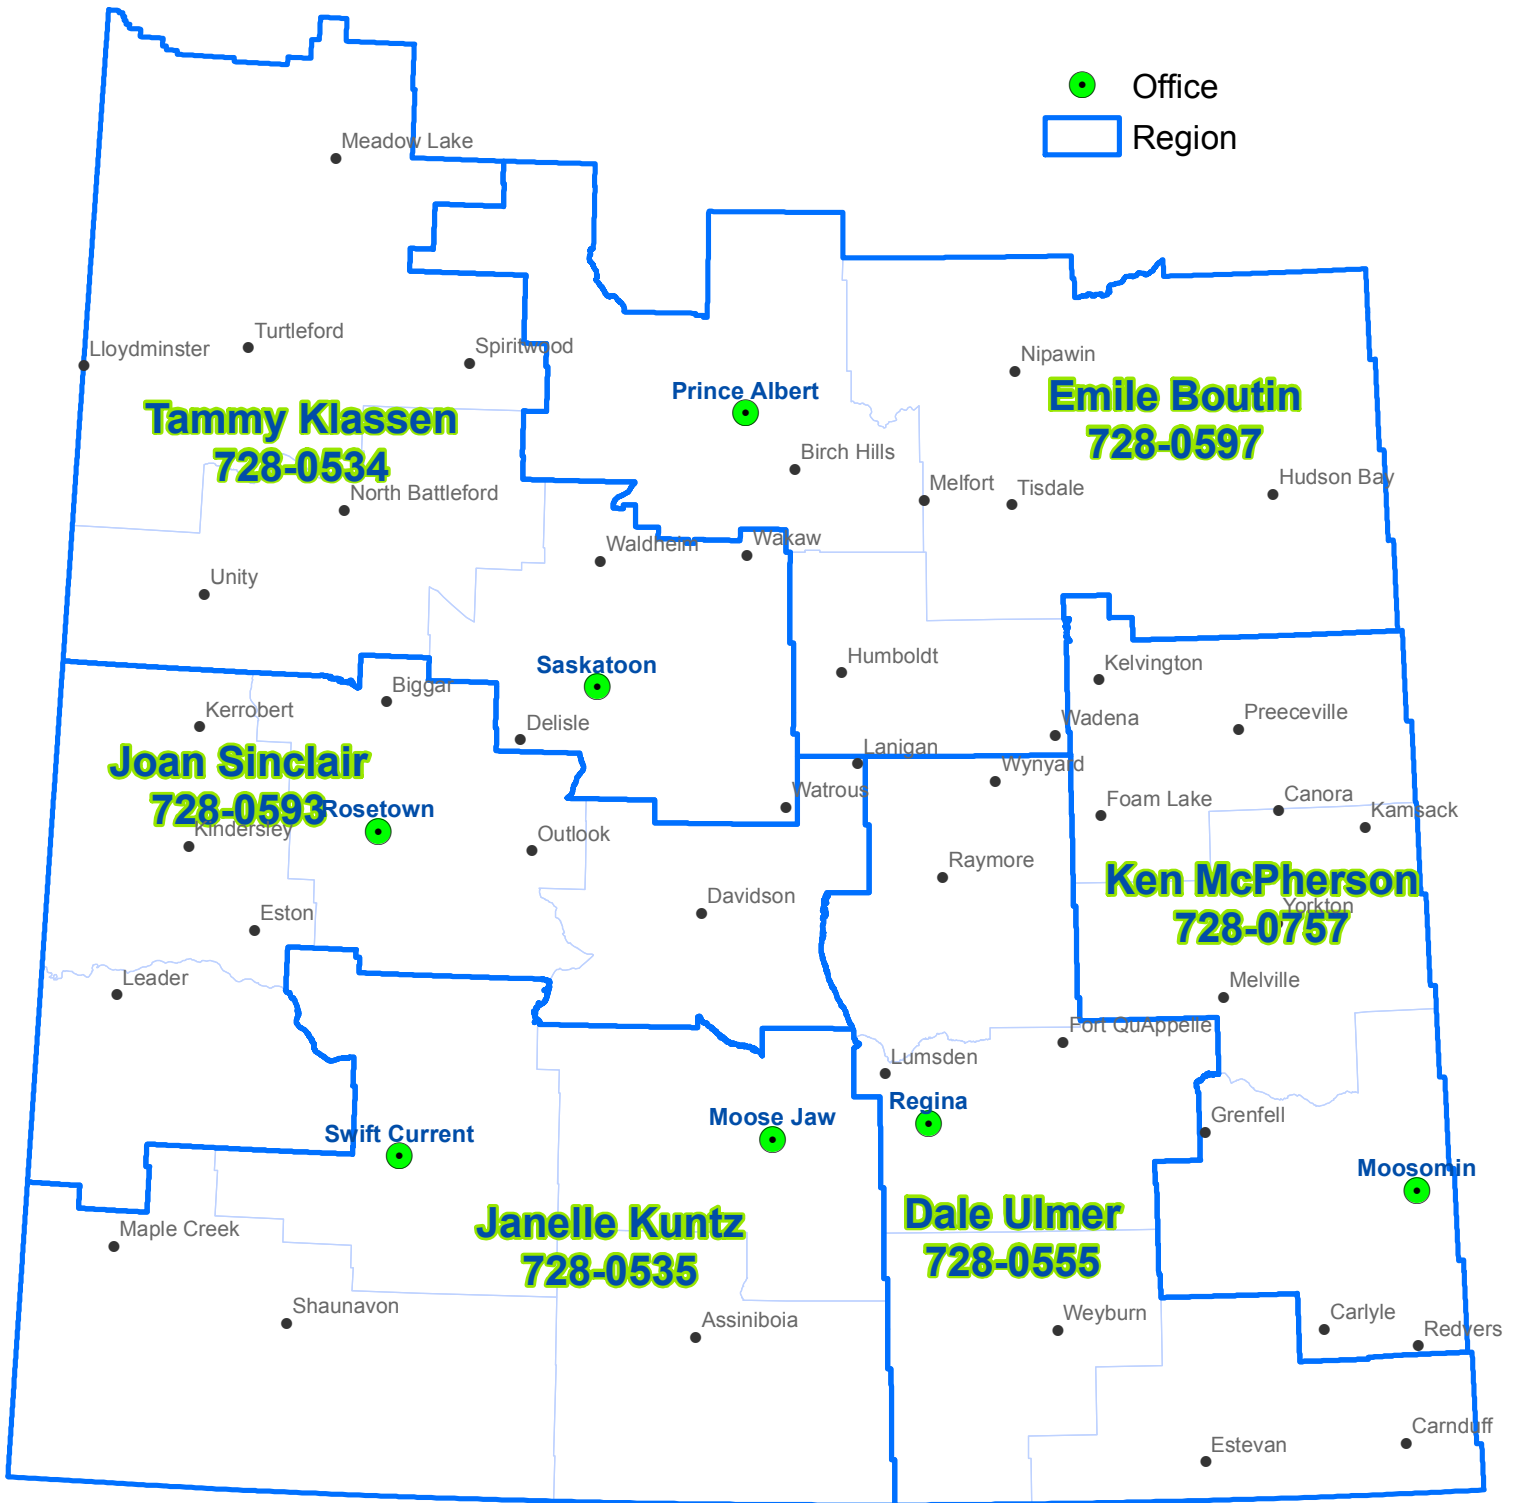 Office
Region
Meadow Lake
Turtleford
Lloydminster
Spiritwood
Nipawin
Prince Albert
Tammy Klassen
728-0534
Emile Boutin
728-0597
Birch Hills
Melfort
Tisdale
Hudson Bay
North Battleford
Waldheim
Wakaw
Unity
Saskatoon
Humboldt
Kelvington
Biggar
Kerrobert
Delisle
Wadena
Preeceville
Lanigan
Wynyard
Joan Sinclair
728-0593
Rosetown
Kindersley
Watrous
Foam Lake
Canora
Kamsack
Outlook
Raymore
Ken McPherson
728-0757
Yorkton
Davidson
Eston
Leader
Melville
Fort QuAppelle
Lumsden
Regina
Grenfell
Swift Current
Moose Jaw
Moosomin
Janelle Kuntz
728-0535
Dale Ulmer
728-0555
Maple Creek
Shaunavon
Assiniboia
Weyburn
Carlyle
Redvers
Carnduff
Estevan